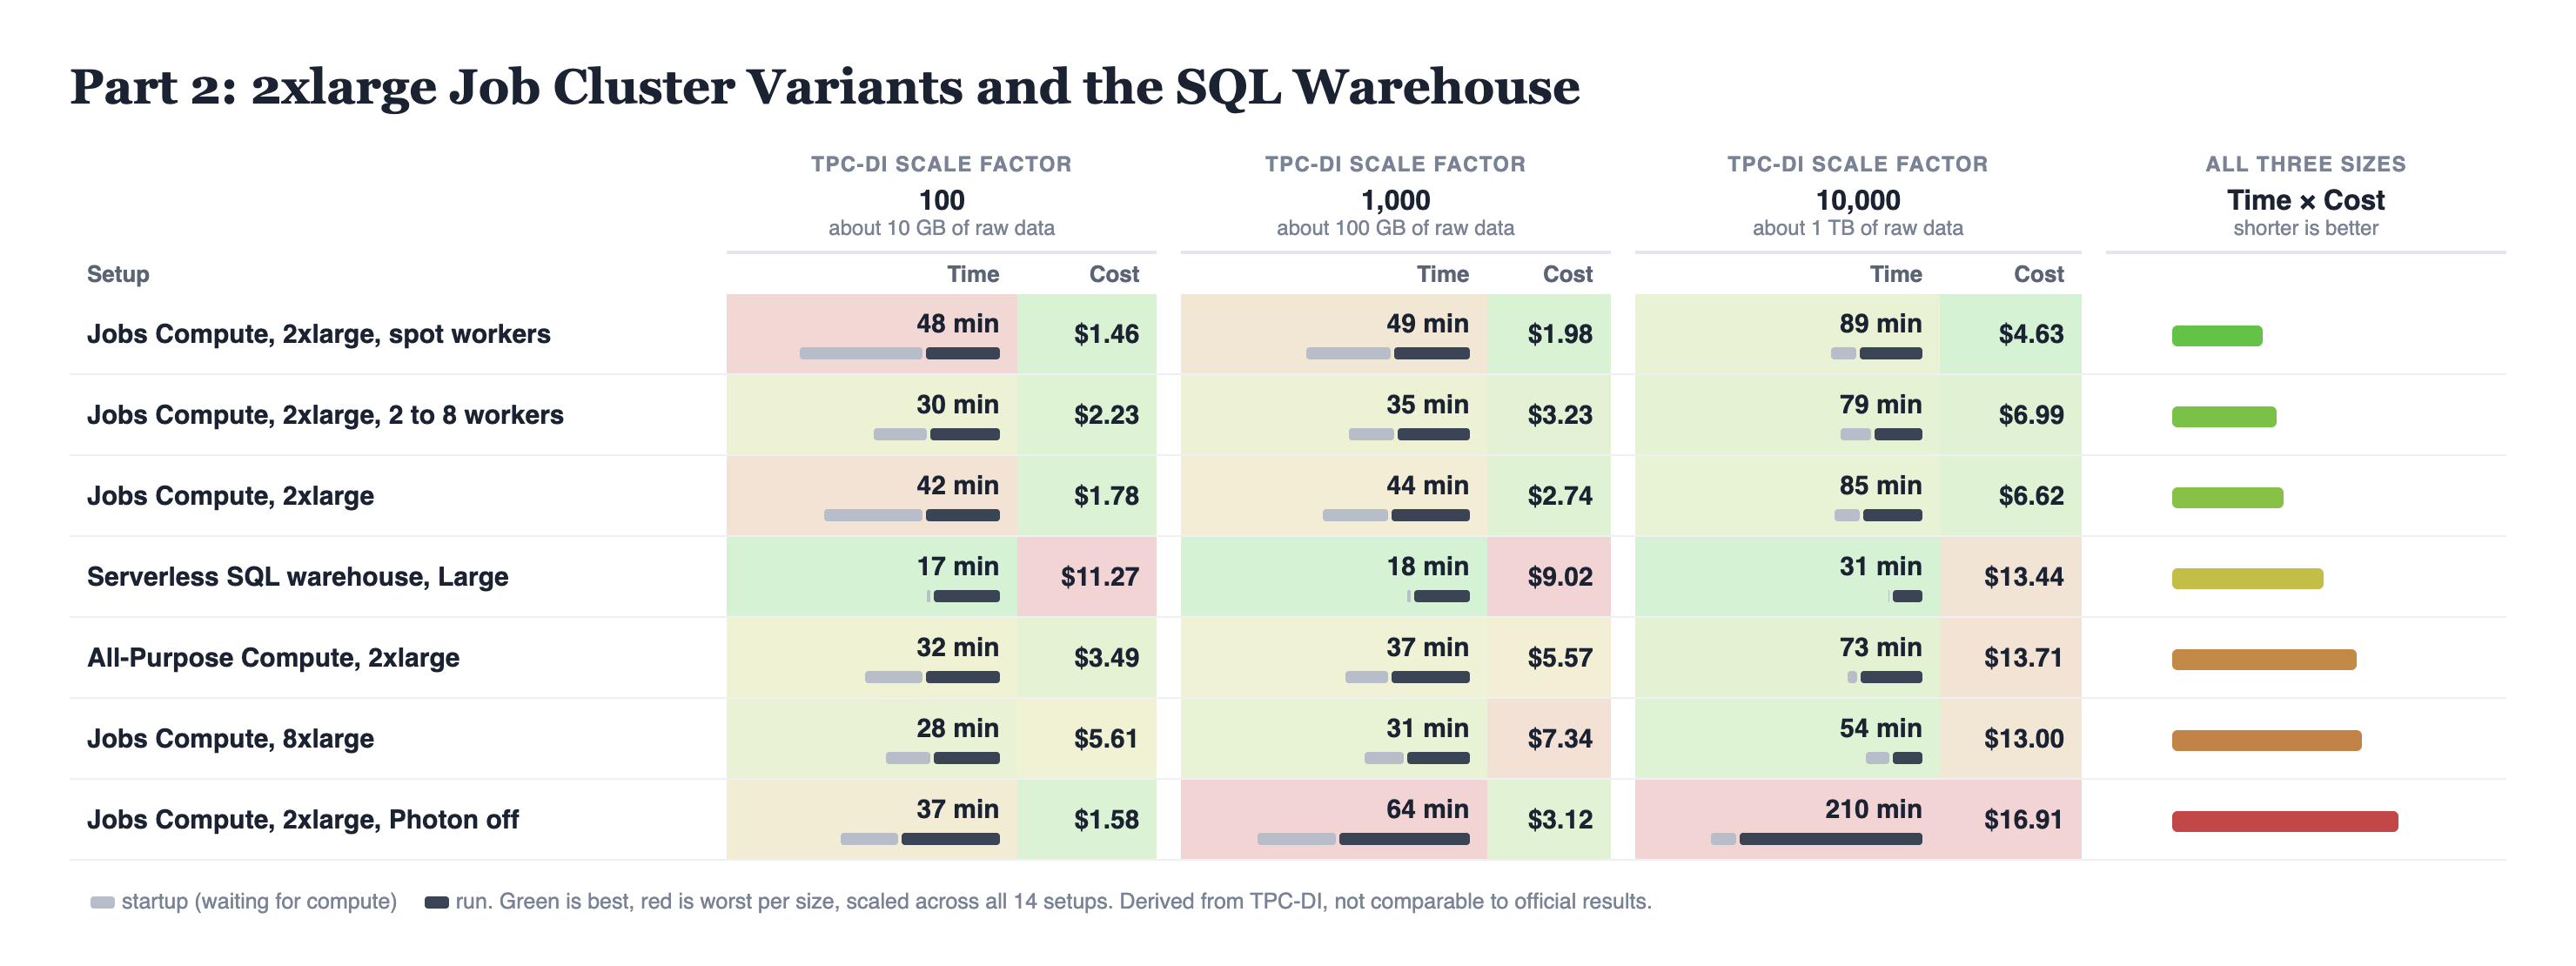 Part 2: 2xlarge Job Cluster Variants and the SQL Warehouse
TPC-DI SCALE FACTOR TPC-DI SCALE FACTOR TPC-DI SCALE FACTOR ALL THREE SIZES
100 1,000 10,000 Time × Cost
about 10 GB of raw data about 100 GB of raw data about 1 TB of raw data shorter is better
Setup Time Cost Time Cost Time Cost
Jobs Compute, 2xlarge, spot workers 48 min $1.46 49 min $1.98 89 min $4.63
Jobs Compute, 2xlarge, 2 to 8 workers 30 min $2.23 35 min $3.23 79 min $6.99
Jobs Compute, 2xlarge 42 min $1.78 44 min $2.74 85 min $6.62
Serverless SQL warehouse, Large 17 min $11.27 18 min $9.02 31 min $13.44
All-Purpose Compute, 2xlarge 32 min $3.49 37 min $5.57 73 min $13.71
Jobs Compute, 8xlarge 28 min $5.61 31 min $7.34 54 min $13.00
Jobs Compute, 2xlarge, Photon off 37 min $1.58 64 min $3.12 210 min $16.91
startup (waiting for compute) run. Green is best, red is worst per size, scaled across all 14 setups. Derived from TPC-DI, not comparable to official results.